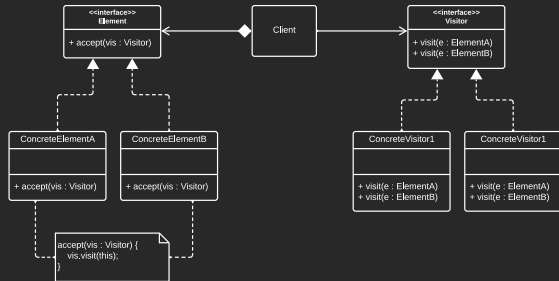 <<interface>>
Element
+ accept(vis : Visitor)
Client
<<interface>>
Visitor
+ visit(e : ElementA)
+ visit(e : ElementB)
ConcreteElementA
+ accept(vis : Visitor)
ConcreteElementB
+ accept(vis : Visitor)
ConcreteVisitor1
+ visit(e : ElementA)
+ visit(e : ElementB)
ConcreteVisitor1
+ visit(e : ElementA)
+ visit(e : ElementB)
accept(vis : Visitor) {
vis.visit(this);
}